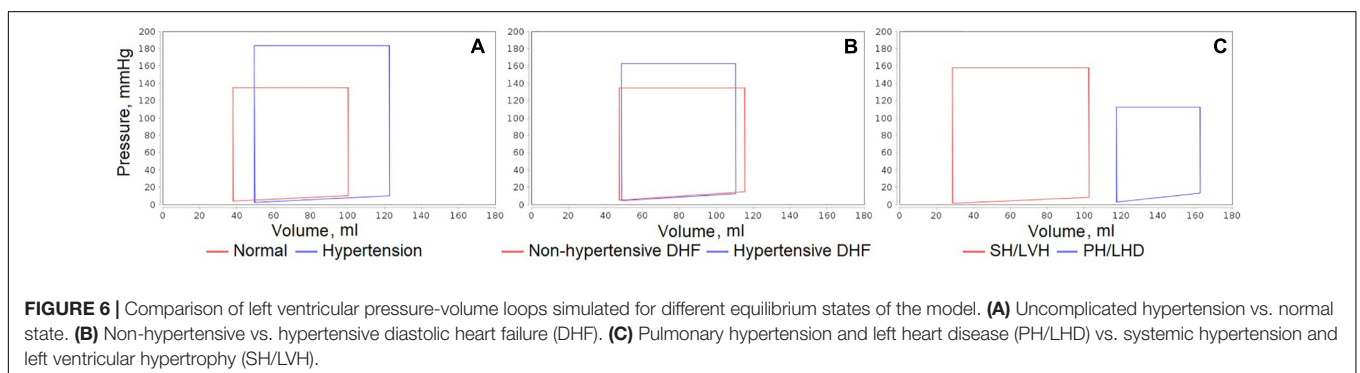 200 180 160 140 120 100 80 60 40 20 0
Pressure, mmHg
A
0 20 40 60 80 100 120 140 160 180
Volume, ml
Normal Hypertension
200 180 160 140 120 100 80 60 40 20 0
B
0 20 40 60 80 100 120 140 160 180
Volume, ml
Non-hypertensive DHF Hypertensive DHF
200 180 160 140 120 100 80 60 40 20 0
C
0 20 40 60 80 100 120 140 160 180
Volume, ml
SH/LVH PH/LHD
FIGURE 6 | Comparison of left ventricular pressure-volume loops simulated for different equilibrium states of the model. (A) Uncomplicated hypertension vs. normal
state. (B) Non-hypertensive vs. hypertensive diastolic heart failure (DHF). (C) Pulmonary hypertension and left heart disease (PH/LHD) vs. systemic hypertension and
left ventricular hypertrophy (SH/LVH).